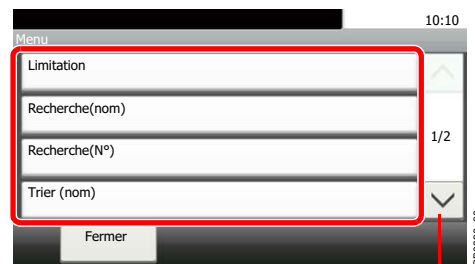 10:10
Menu
Limitation
Recherche(nom)
Recherche(N°)
1/2
Trier (nom)
Fermer